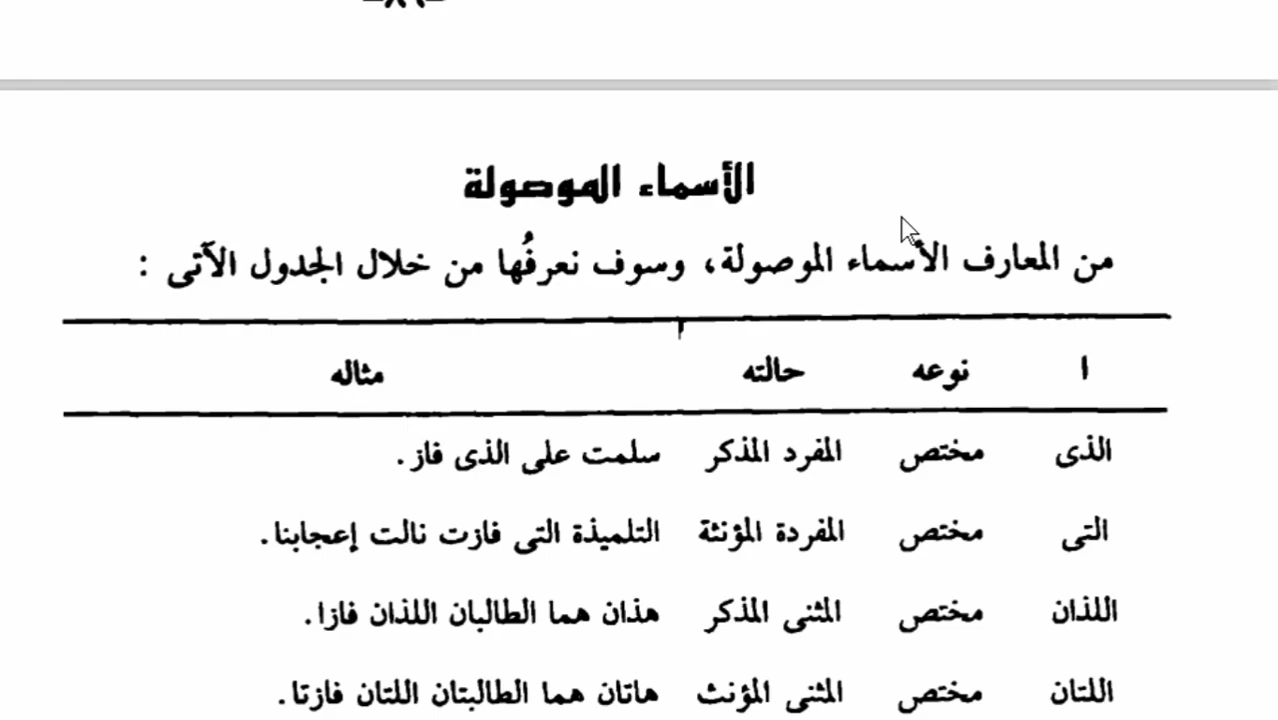 الأسماء الموصولة
من المعارف الأسماء الموصولة، وسوف نعرفُها من خلال الجدول الآتى :
ا نوعه حالته مثاله
الذى مختص المفرد المذكر سلمت على الذى فاز .
التى مختص المفردة المؤنثة التلميذة التى فازت نالت إعجابنا .
اللذان مختص المثنى المذكر هذان هما الطالبان اللذان فازا .
اللتان مختص المثنى المؤنث هاتان هما الطالبتان اللتان فازتا .